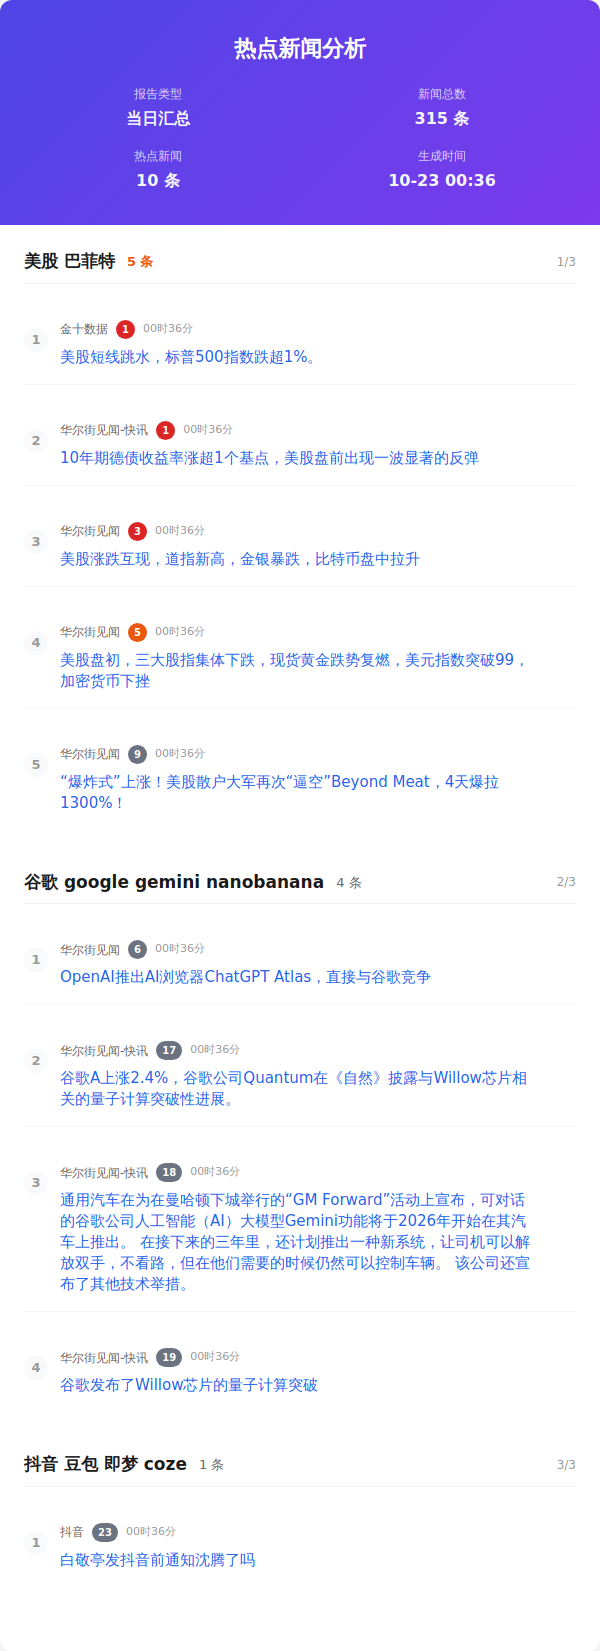 热点新闻分析
报告类型
新闻总数
当日汇总
315 条
热点新闻
生成时间
10 条
10-23 00:36
美股 巴菲特 5 条 1/3
1 金十数据 1 00时36分
美股短线跳水，标普500指数跌超1%。
2 华尔街见闻-快讯 1 00时36分
10年期德债收益率涨超1个基点，美股盘前出现一波显著的反弹
3 华尔街见闻 3 00时36分
美股涨跌互现，道指新高，金银暴跌，比特币盘中拉升
4 华尔街见闻 5 00时36分
美股盘初，三大股指集体下跌，现货黄金跌势复燃，美元指数突破99，
加密货币下挫
5 华尔街见闻 9 00时36分
“爆炸式”上涨！美股散户大军再次“逼空”Beyond Meat，4天爆拉
1300%！
谷歌 google gemini nanobanana 4 条 2/3
1 华尔街见闻 6 00时36分
OpenAI推出AI浏览器ChatGPT Atlas，直接与谷歌竞争
2 华尔街见闻-快讯 17 00时36分
谷歌A上涨2.4%，谷歌公司Quantum在《自然》披露与Willow芯片相
关的量子计算突破性进展。
3 华尔街见闻-快讯 18 00时36分
通用汽车在为在曼哈顿下城举行的“GM Forward”活动上宣布，可对话
的谷歌公司人工智能（AI）大模型Gemini功能将于2026年开始在其汽
车上推出。 在接下来的三年里，还计划推出一种新系统，让司机可以解
放双手，不看路，但在他们需要的时候仍然可以控制车辆。 该公司还宣
布了其他技术举措。
4 华尔街见闻-快讯 19 00时36分
谷歌发布了Willow芯片的量子计算突破
抖音 豆包 即梦 coze 1 条 3/3
1 抖音 23 00时36分
白敬亭发抖音前通知沈腾了吗